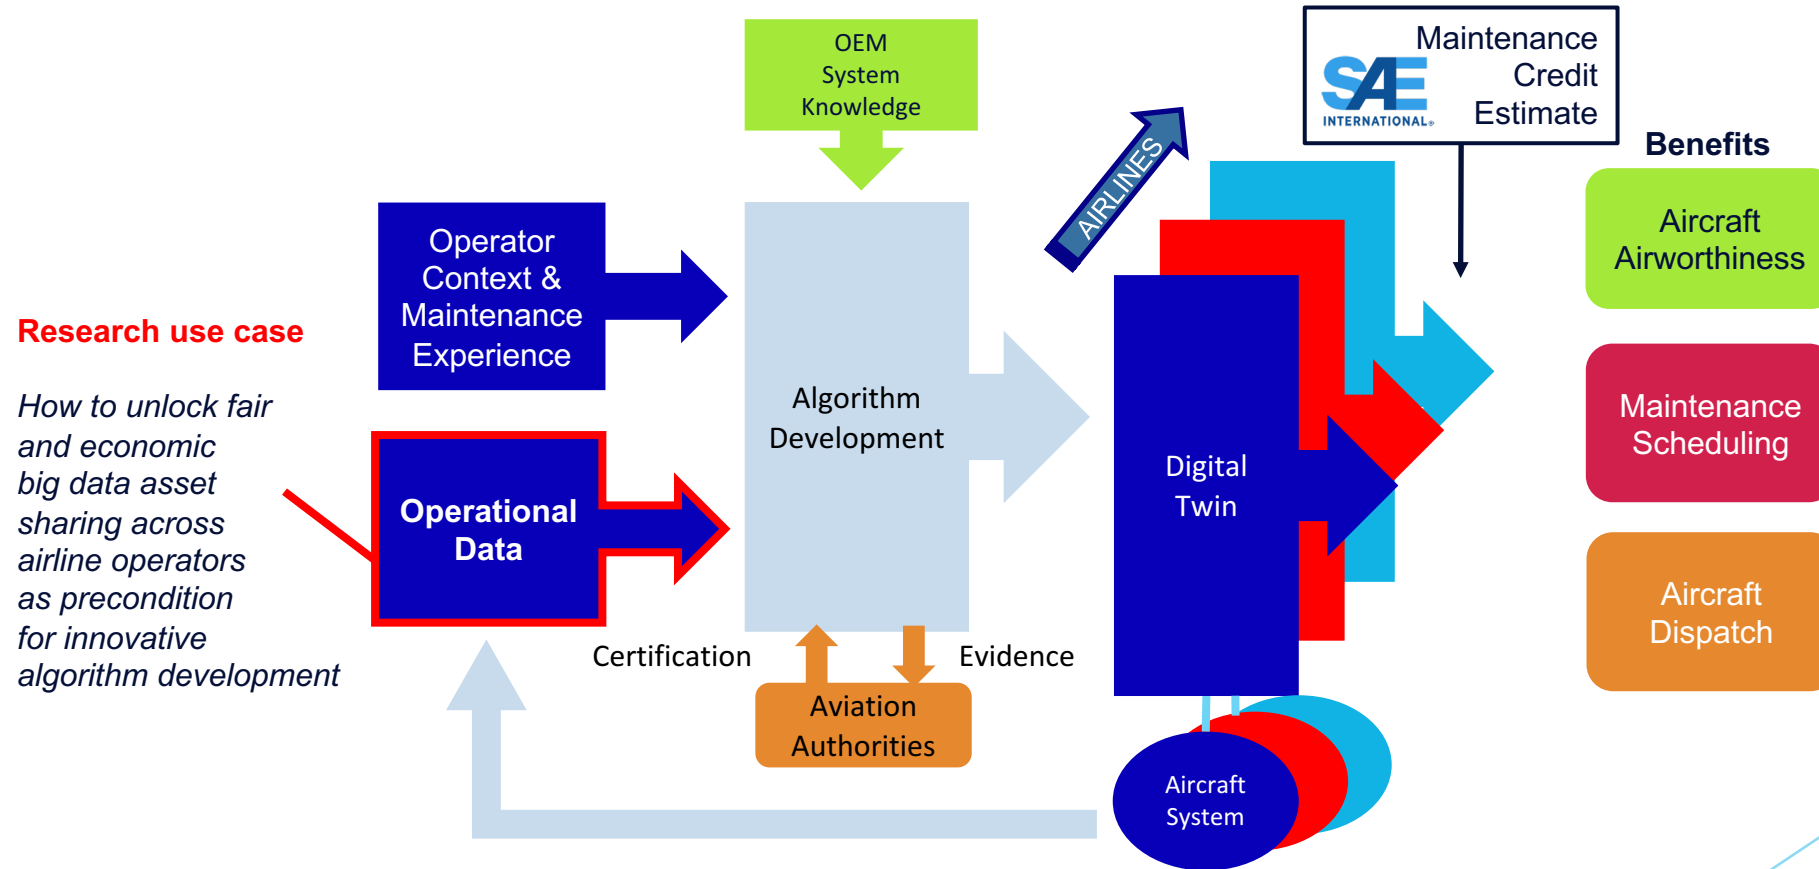 OEM
System
Knowledge
SAE
INTERNATIONAL®
Maintenance
Credit
Estimate
AIRLINES
Benefits
Operator
Context &
Maintenance
Experience
Aircraft
Airworthiness
Research use case
How to unlock fair
and economic
big data asset
sharing across
airline operators
as precondition
for innovative
algorithm development
Operational
Data
Algorithm
Development
Digital
Twin
Maintenance
Scheduling
Aircraft
Dispatch
Certification
Evidence
Aviation
Authorities
Aircraft
System